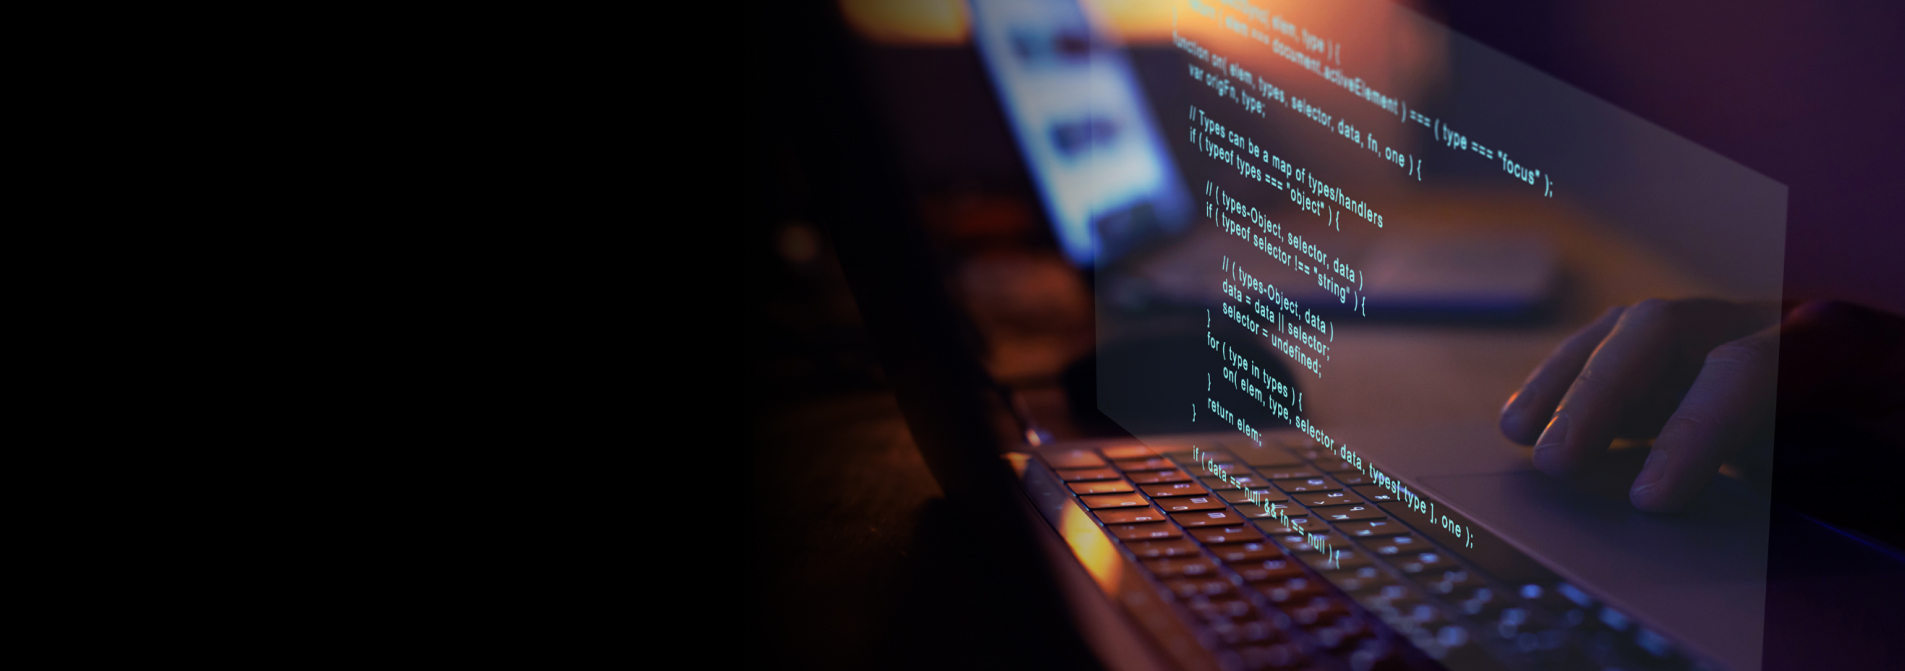 elem, type ) {
elem === document.activeElement ) === ( type === "focus" );
function on( elem, types, selector, data, fn, one ) {
var origFn, type;
// Types can be a map of types/handlers
if ( typeof types === "object" ) {
// ( types-Object, selector, data )
if ( typeof selector !== "string" ) {
// ( types-Object, data )
data = data || selector;
selector = undefined;
}
for ( type in types ) {
on( elem, type, selector, data, types[ type ], one );
}
return elem;
}
if ( data == null && fn == null ) {